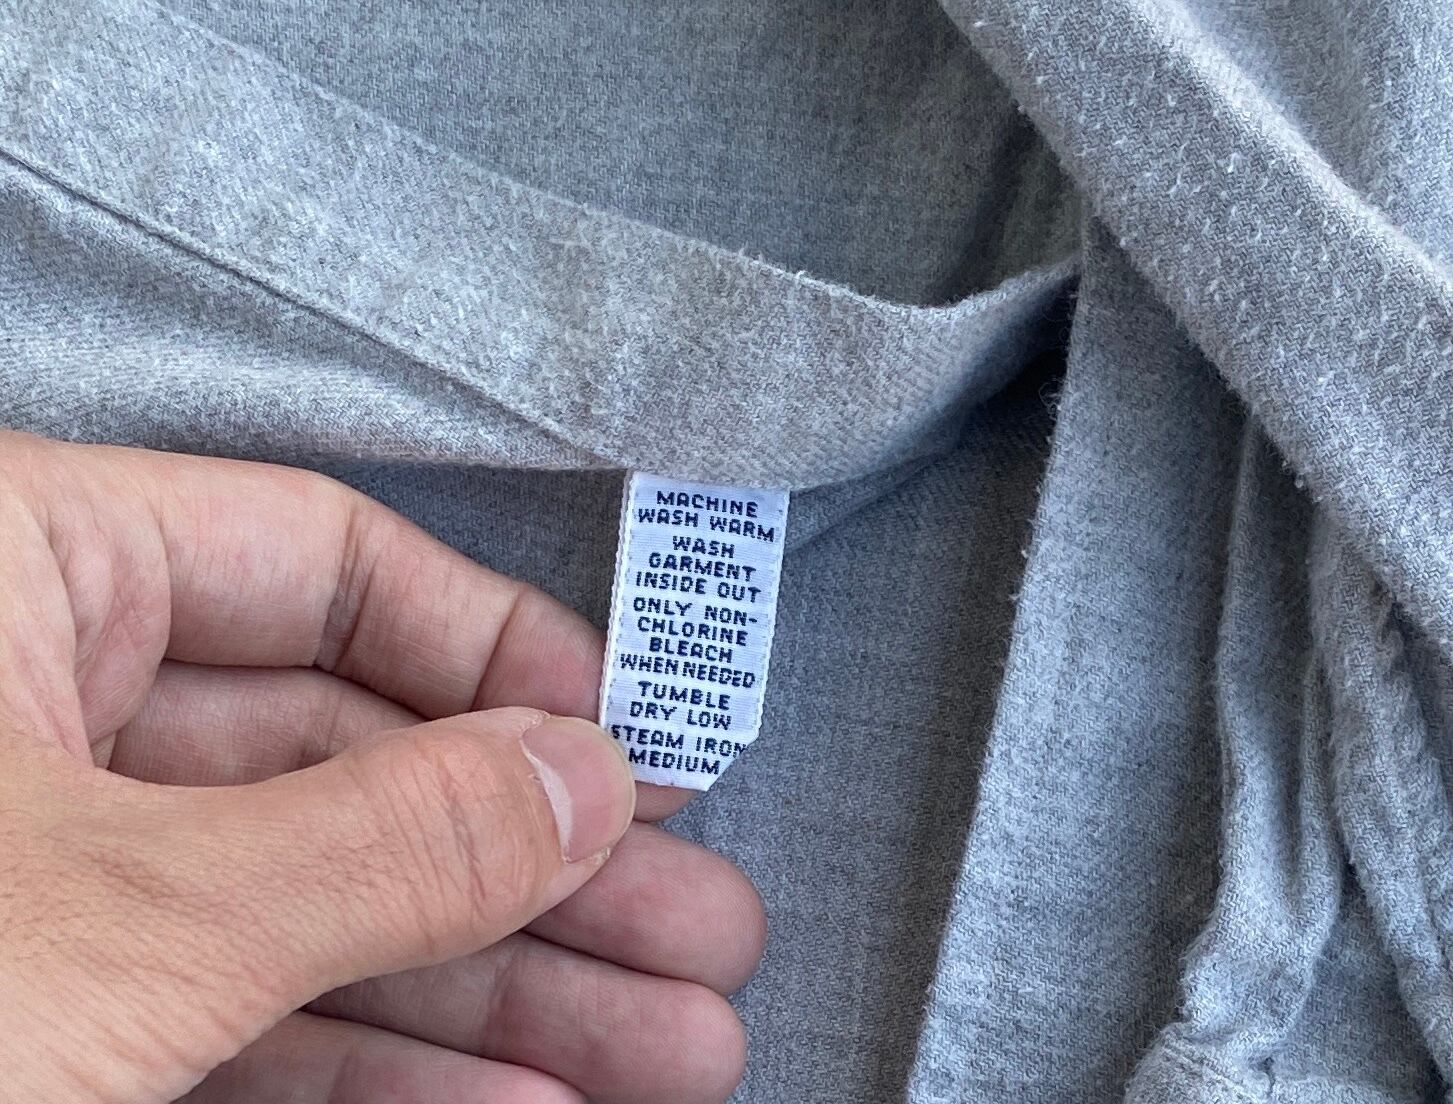 MACHINE
WASH WARM
WASH
GARMENT
INSIDE OUT
ONLY NON-
CHLORINE
BLEACH
WHEN NEEDED
TUMBLE
DRY LOW
STEAM IRON
MEDIUM